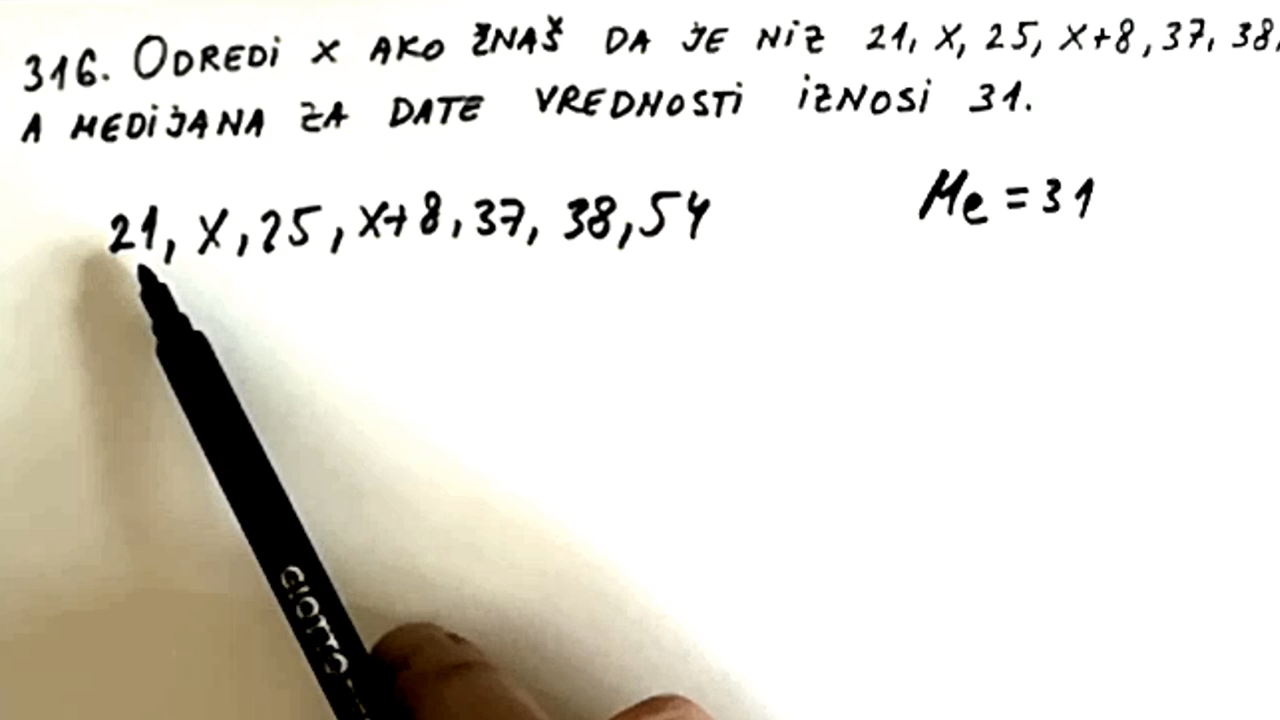 316. ODREDI X AKO ZNAŠ DA JE NIZ 21, X, 25, X+8, 37, 38,
A MEDIJANA ZA DATE VREDNOSTI IZNOSI 31.
21, X, 25, X+8, 37, 38, 54
Me = 31
GIOTTO